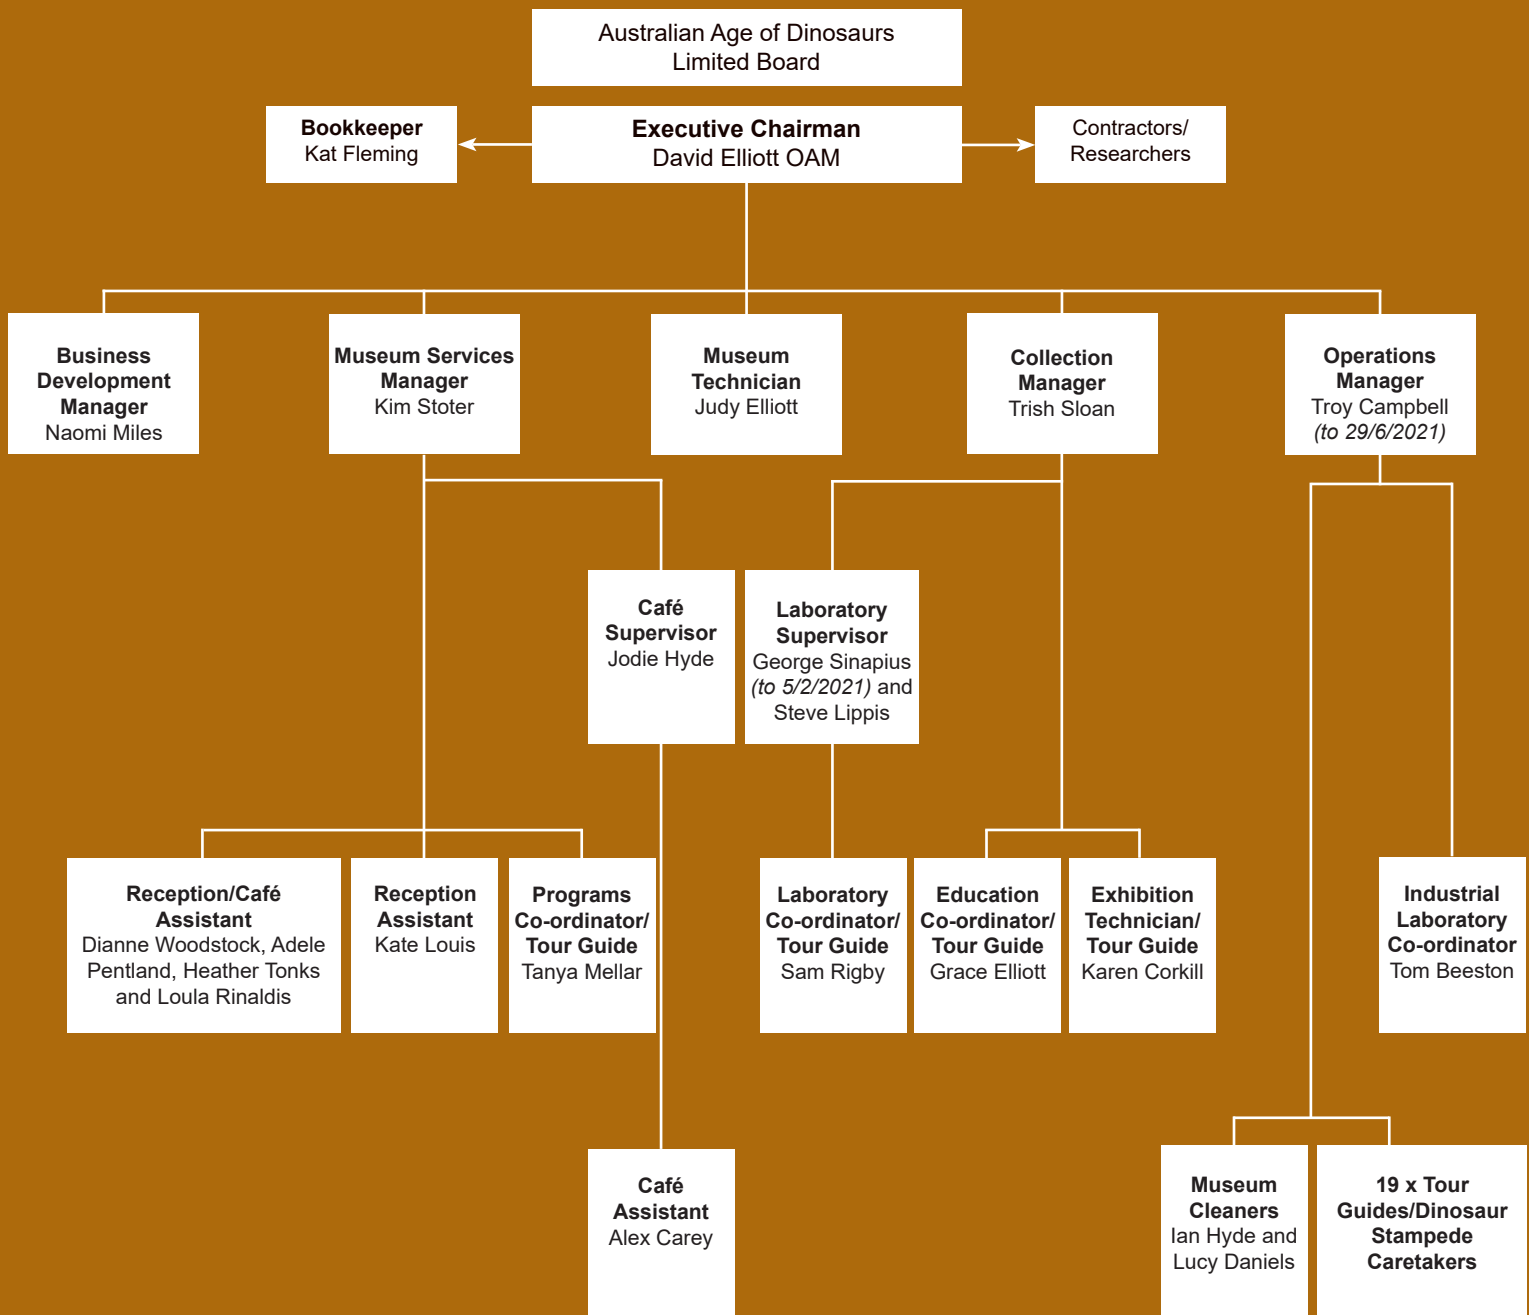 Australian Age of Dinosaurs
Limited Board
Bookkeeper
Kat Fleming
Executive Chairman
David Elliott OAM
Contractors/
Researchers
Business
Development
Manager
Naomi Miles
Museum Services
Manager
Kim Stoter
Museum
Technician
Judy Elliott
Collection
Manager
Trish Sloan
Operations
Manager
Troy Campbell
(to 29/6/2021)
Café
Supervisor
Jodie Hyde
Laboratory
Supervisor
George Sinapius
(to 5/2/2021) and
Steve Lippis
Reception/Café
Assistant
Dianne Woodstock, Adele
Pentland, Heather Tonks
and Loula Rinaldis
Reception
Assistant
Kate Louis
Programs
Co-ordinator/
Tour Guide
Tanya Mellar
Laboratory
Co-ordinator/
Tour Guide
Sam Rigby
Education
Co-ordinator/
Tour Guide
Grace Elliott
Exhibition
Technician/
Tour Guide
Karen Corkill
Industrial
Laboratory
Co-ordinator
Tom Beeston
Café
Assistant
Alex Carey
Museum
Cleaners
Ian Hyde and
Lucy Daniels
19 x Tour
Guides/Dinosaur
Stampede
Caretakers